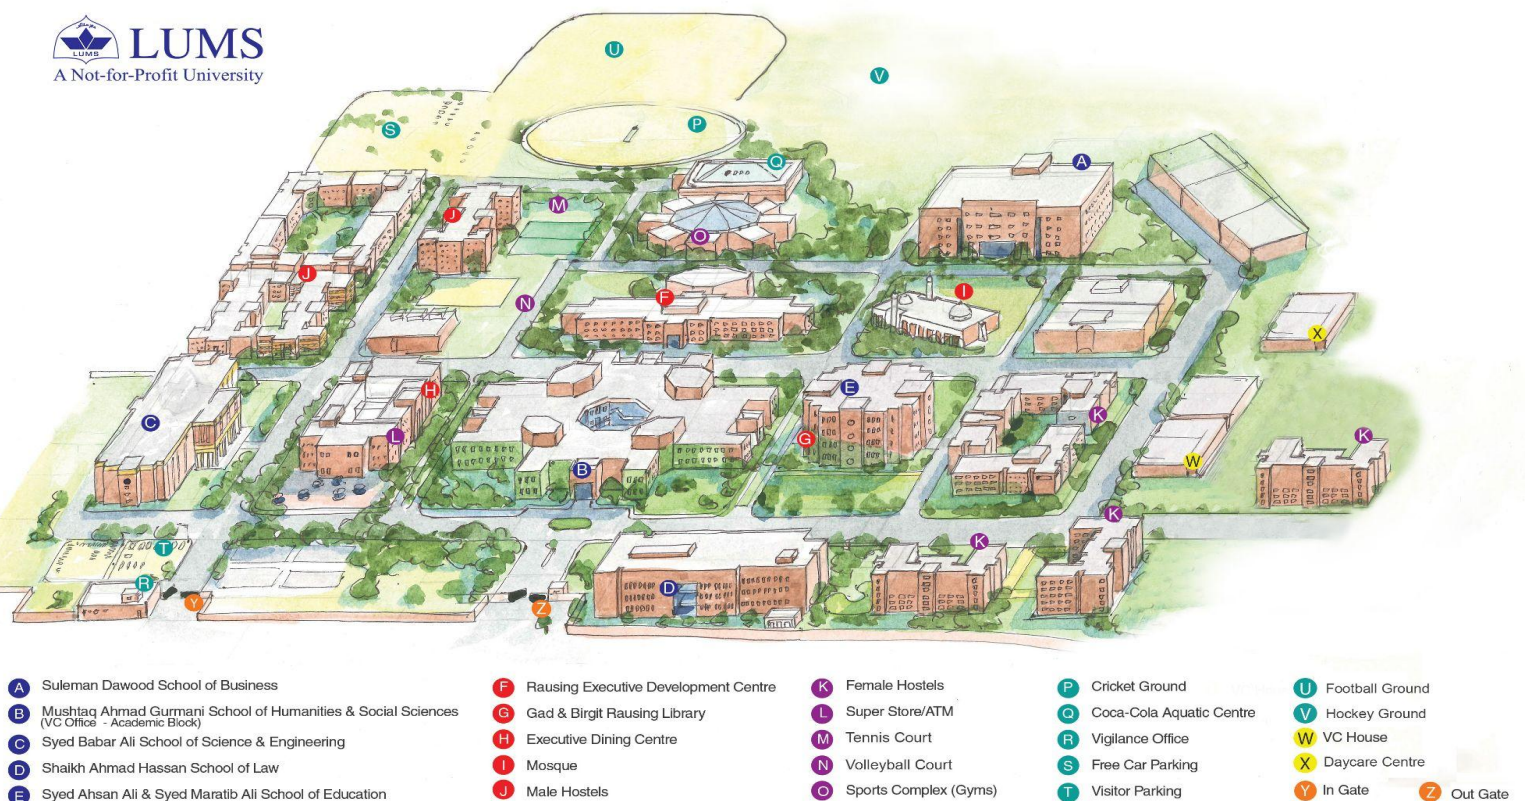 LUMS
LUMS
A Not-for-Profit University
U
V
S
P
Q
A
J
M
O
J
N
F
I
X
H
E
C
L
G
K
K
B
W
K
T
K
R
D
Y
Z
A Suleman Dawood School of Business
B Mushtaq Ahmad Gurmani School of Humanities & Social Sciences
(VC Office - Academic Block)
C Syed Babar Ali School of Science & Engineering
D Shaikh Ahmad Hassan School of Law
E Syed Ahsan Ali & Syed Maratib Ali School of Education
F Rausing Executive Development Centre
G Gad & Birgit Rausing Library
H Executive Dining Centre
I Mosque
J Male Hostels
K Female Hostels
L Super Store/ATM
M Tennis Court
N Volleyball Court
O Sports Complex (Gyms)
P Cricket Ground
Q Coca-Cola Aquatic Centre
R Vigilance Office
S Free Car Parking
T Visitor Parking
U Football Ground
V Hockey Ground
W VC House
X Daycare Centre
Y In Gate
Z Out Gate